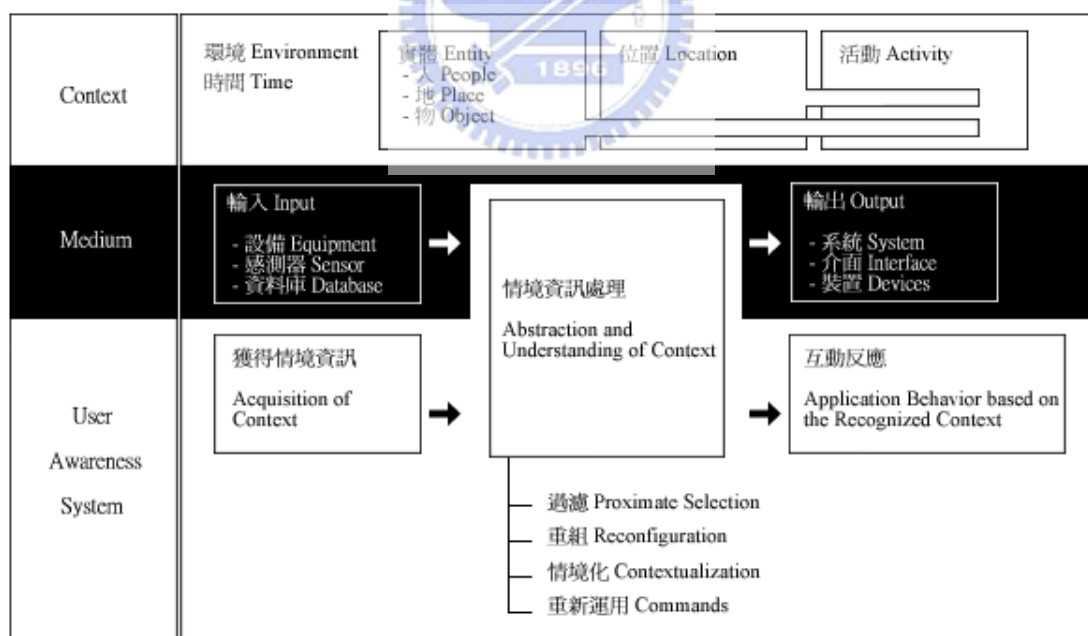 Context
環境 Environment
時間 Time
實體 Entity
- 人 People
- 地 Place
- 物 Object
位置 Location
活動 Activity
1896
Medium
輸入 Input
- 設備 Equipment
- 感測器 Sensor
- 資料庫 Database
情境資訊處理
Abstraction and
Understanding of Context
輸出 Output
- 系統 System
- 介面 Interface
- 裝置 Devices
User
Awareness
System
獲得情境資訊
Acquisition of
Context
互動反應
Application Behavior based on
the Recognized Context
過濾 Proximate Selection
重組 Reconfiguration
情境化 Contextualization
重新運用 Commands